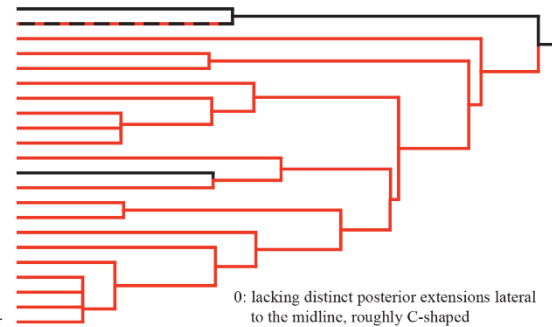 0: lacking distinct posterior extensions lateral
to the midline, roughly C-shaped